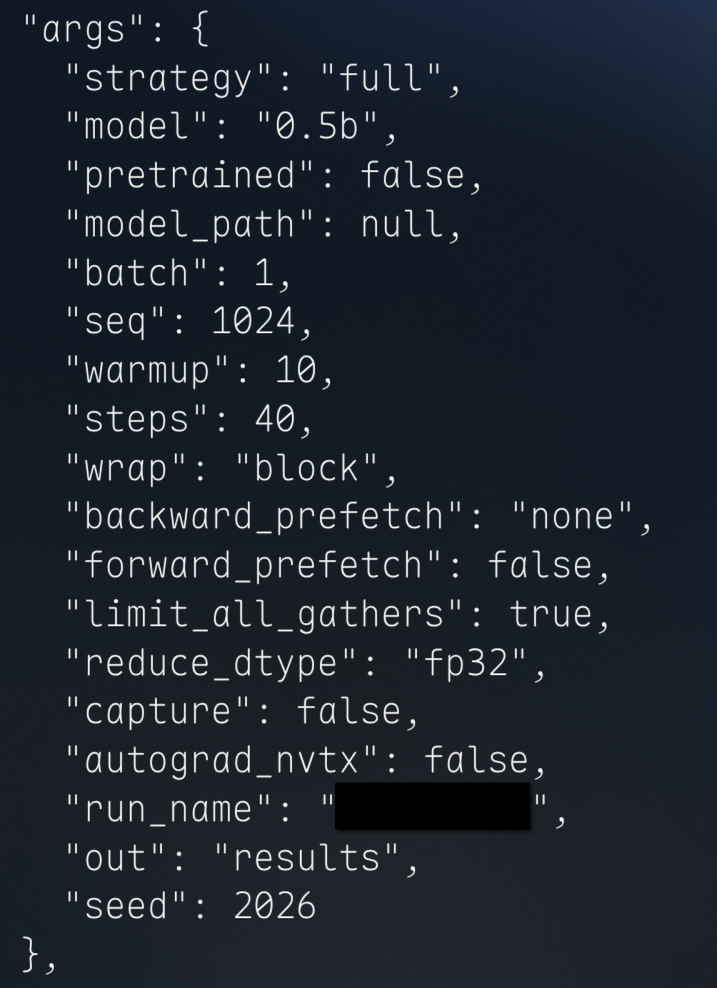 "args": {
"strategy": "full",
"model": "0.5b",
"pretrained": false,
"model_path": null,
"batch": 1,
"seq": 1024,
"warmup": 10,
"steps": 40,
"wrap": "block",
"backward_prefetch": "none",
"forward_prefetch": false,
"limit_all_gathers": true,
"reduce_dtype": "fp32",
"capture": false,
"autograd_nvtx": false,
"run_name": "",
"out": "results",
"seed": 2026
},